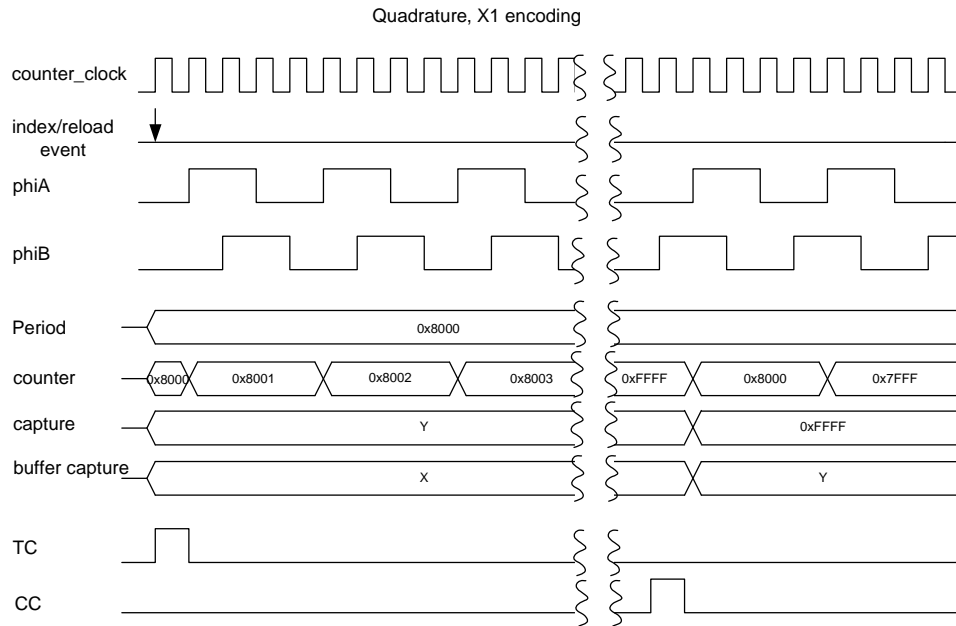 Quadrature, X1 encoding
counter_clock
index/reload
event
phiA
phiB
Period
0x8000
counter
0x8000
0x8001
0x8002
0x8003
0xFFFF
0x8000
0x7FFF
capture
Y
0xFFFF
buffer capture
X
Y
TC
CC